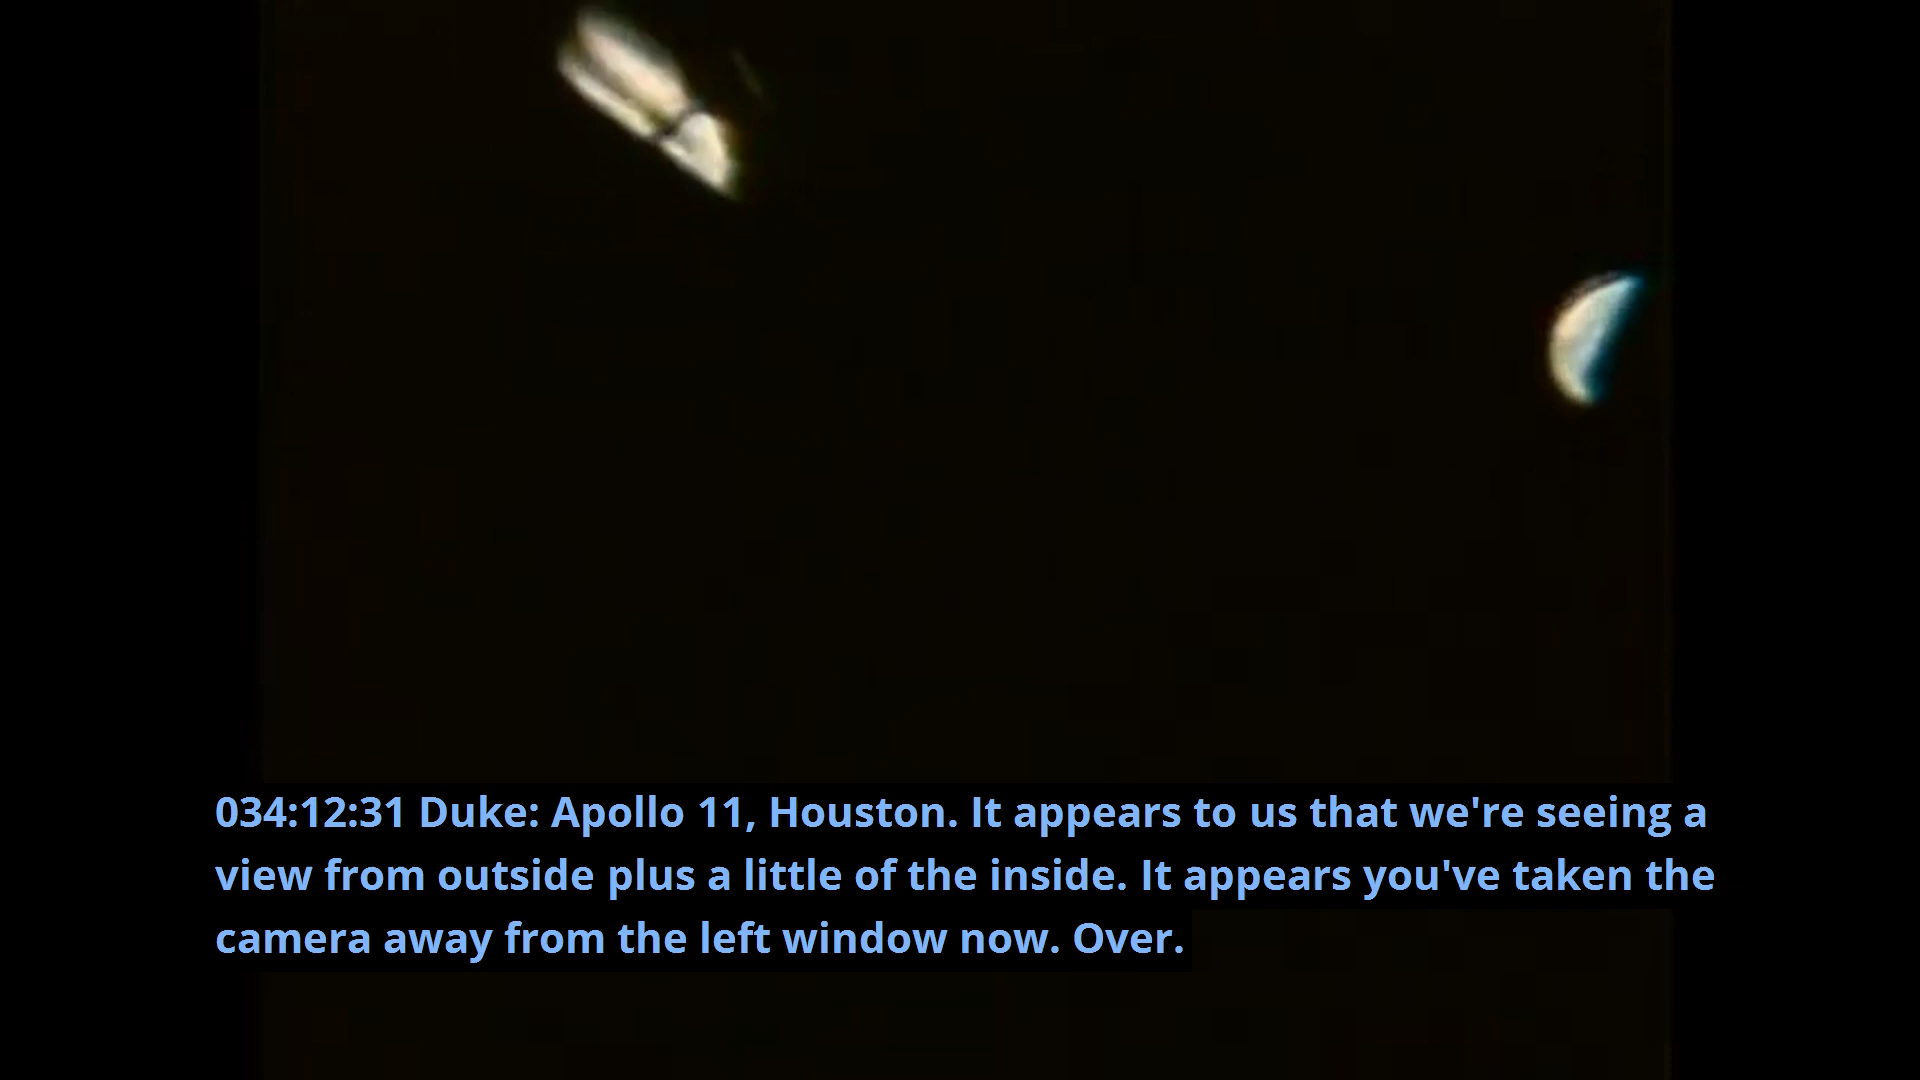 034:12:31 Duke: Apollo 11, Houston. It appears to us that we're seeing a
view from outside plus a little of the inside. It appears you've taken the
camera away from the left window now. Over.